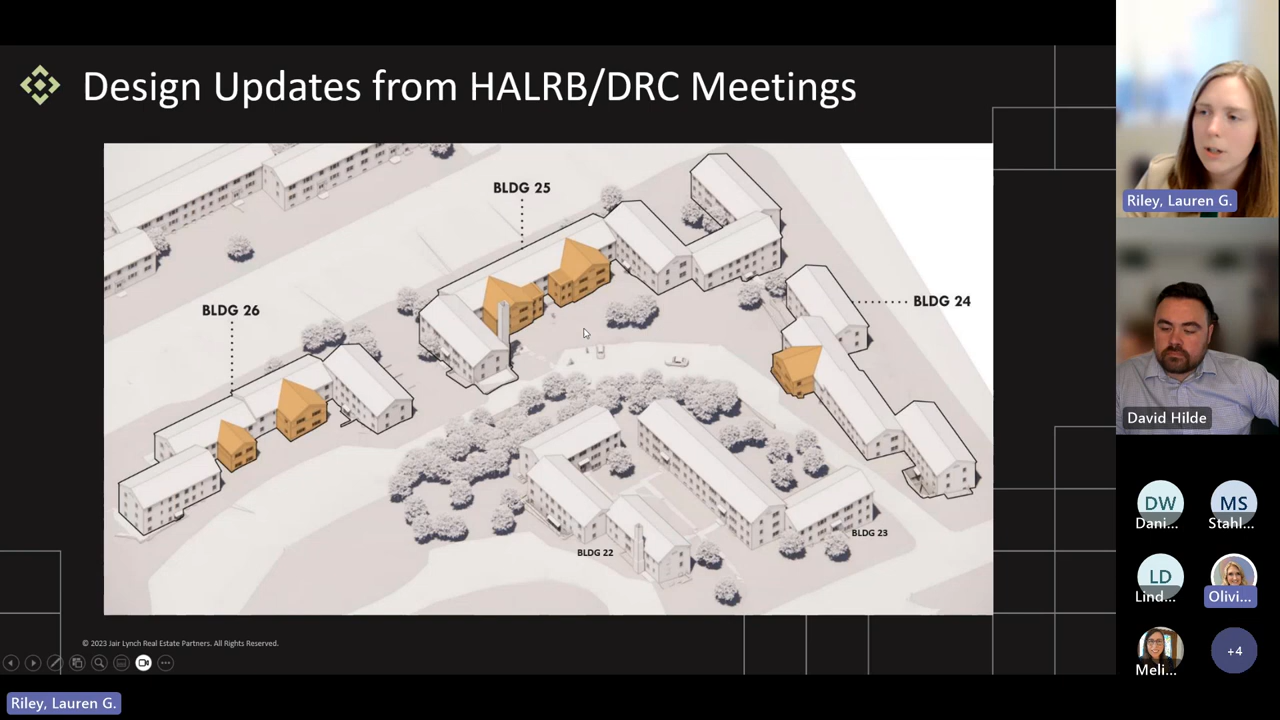 Design Updates from HALRB/DRC Meetings
BLDG 25
BLDG 24
BLDG 26
BLDG 23
BLDG 22
© 2023 Jair Lynch Real Estate Partners. All Rights Reserved.
Riley, Lauren G.
Riley, Lauren G.
David Hilde
DW
MS
Dani...
Stahl...
LD
Lind...
Olivi...
Meli...
+4